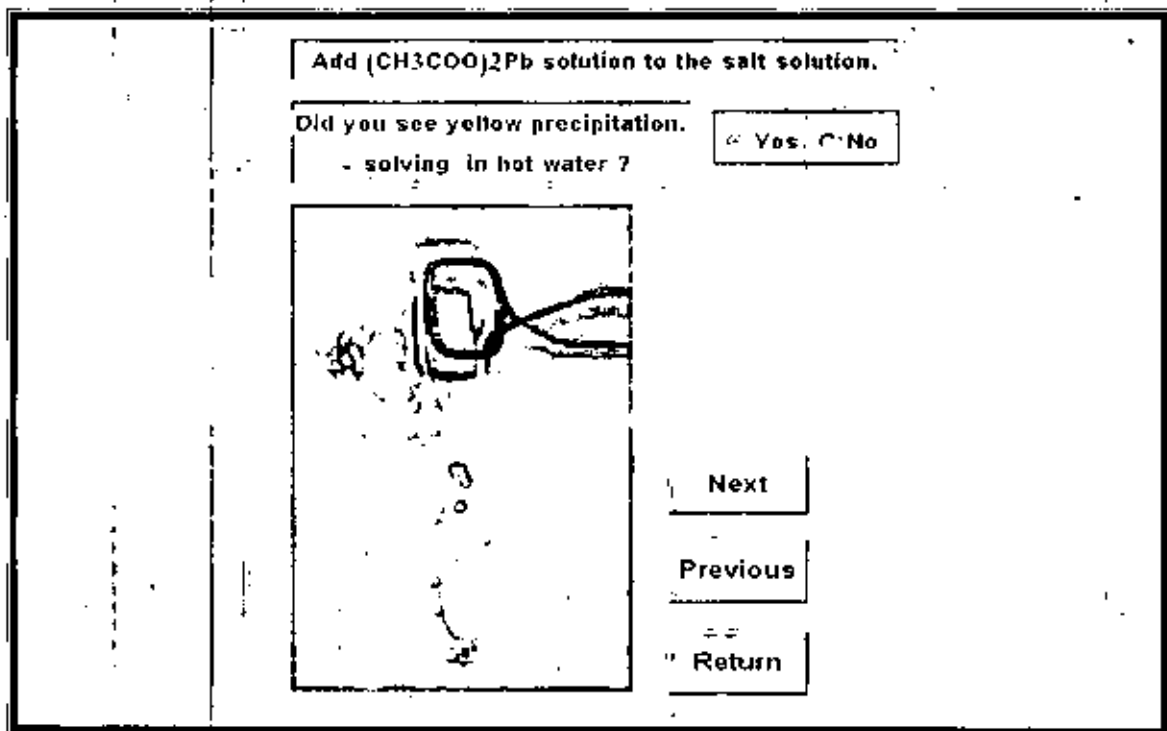 Add (CH3COO)2Pb solution to the salt solution.
Did you see yellow precipitation.
- solving in hot water ?
Yes. No
Next
Previous
Return